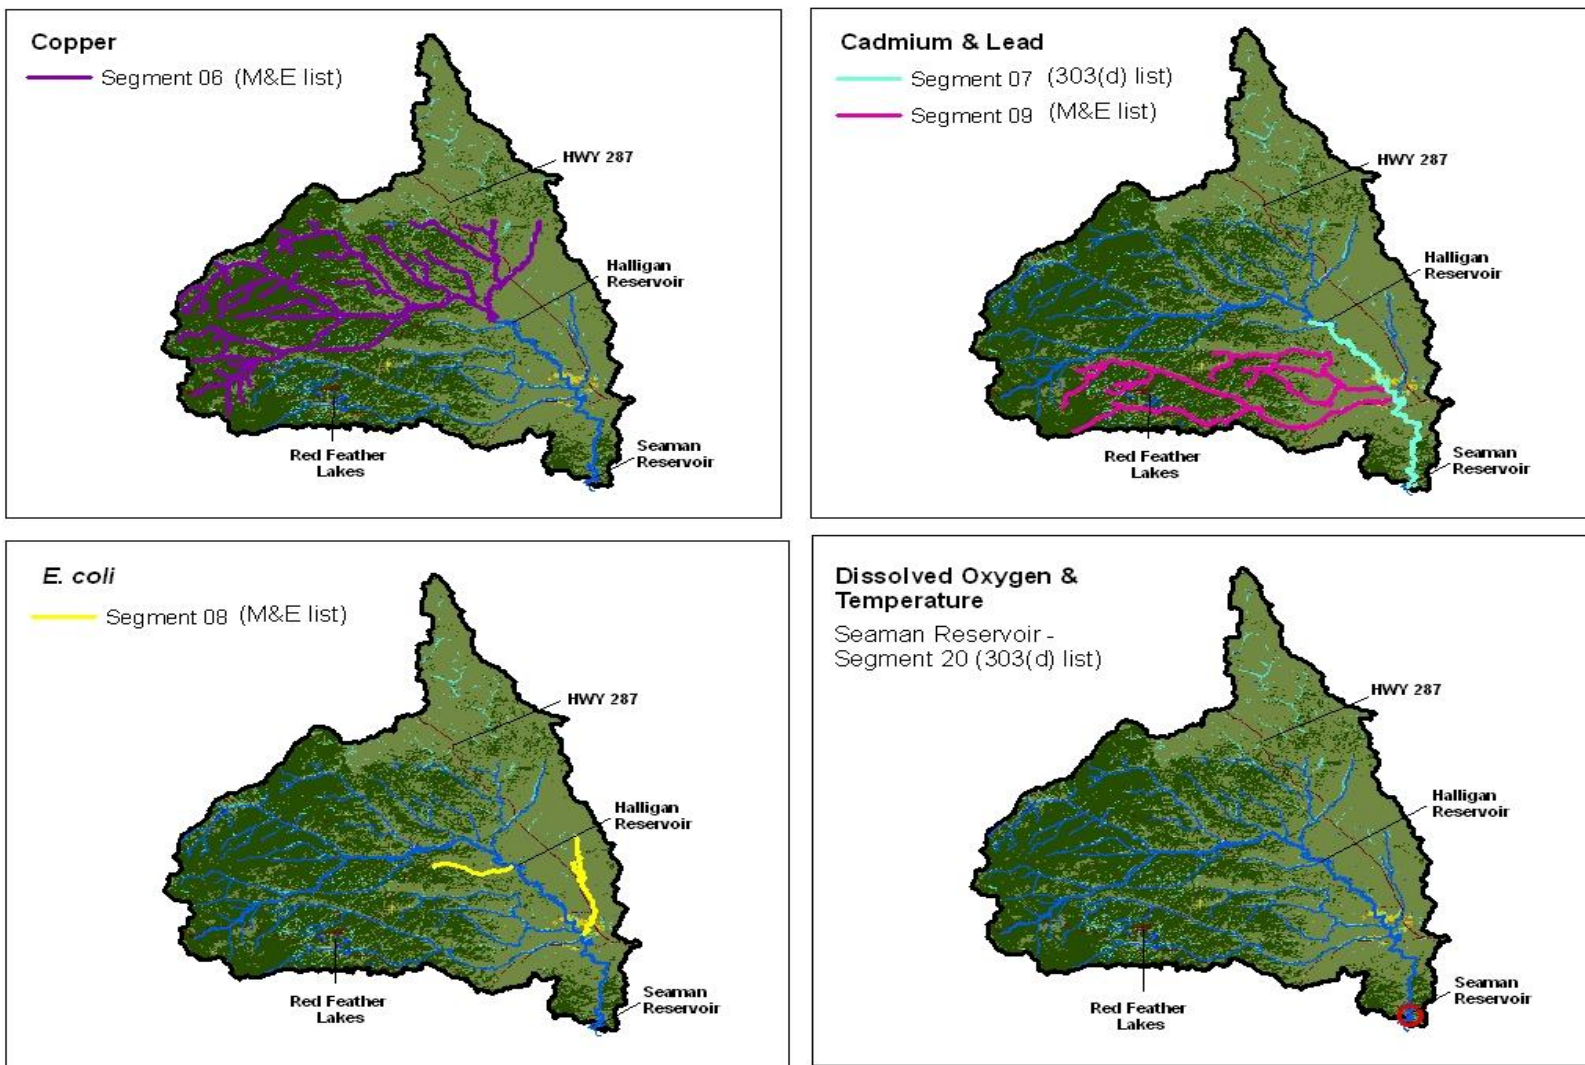 Copper
Segment 06 (M&E list)
HWY 287
Halligan
Reservoir
Red Feather
Lakes
Seaman
Reservoir
Cadmium & Lead
Segment 07 (303(d) list)
Segment 09 (M&E list)
HWY 287
Halligan
Reservoir
Red Feather
Lakes
Seaman
Reservoir
E. coli
Segment 08 (M&E list)
HWY 287
Halligan
Reservoir
Red Feather
Lakes
Seaman
Reservoir
Dissolved Oxygen &
Temperature
Seaman Reservoir -
Segment 20 (303(d) list)
HWY 287
Halligan
Reservoir
Red Feather
Lakes
Seaman
Reservoir